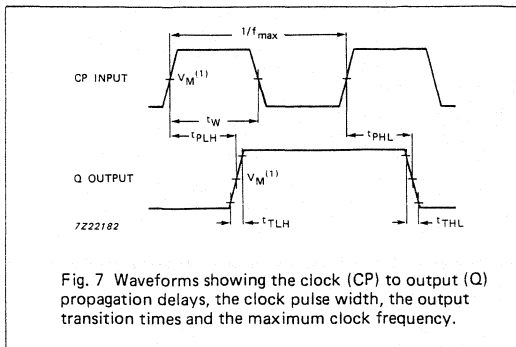 1/fmax
CP INPUT
VM(1)
tW
tPLH
tPHL
Q OUTPUT
VM(1)
7Z22182
tTLH
tTHL
Fig. 7 Waveforms showing the clock (CP) to output (Q)
propagation delays, the clock pulse width, the output
transition times and the maximum clock frequency.